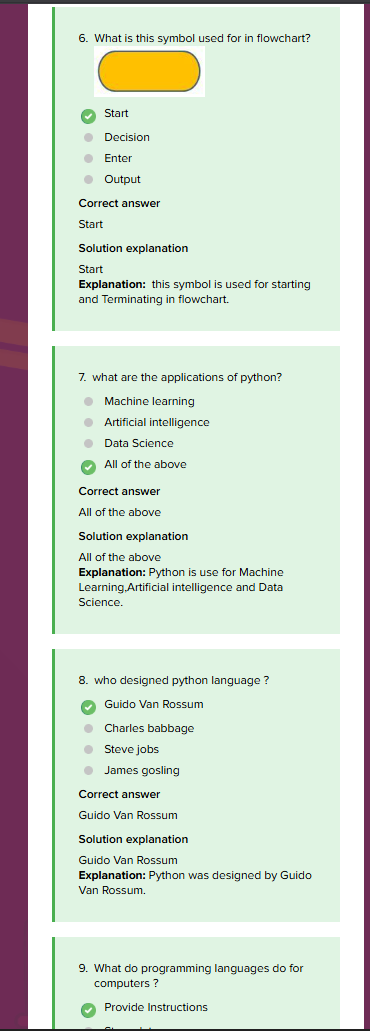 6. What is this symbol used for in flowchart?
Start
Decision
Enter
Output
Correct answer
Start
Solution explanation
Start
Explanation: this symbol is used for starting
and Terminating in flowchart.
7. what are the applications of python?
Machine learning
Artificial intelligence
Data Science
All of the above
Correct answer
All of the above
Solution explanation
All of the above
Explanation: Python is use for Machine
Learning,Artificial intelligence and Data
Science.
8. who designed python language ?
Guido Van Rossum
Charles babbage
Steve jobs
James gosling
Correct answer
Guido Van Rossum
Solution explanation
Guido Van Rossum
Explanation: Python was designed by Guido
Van Rossum.
9. What do programming languages do for
computers ?
Provide Instructions